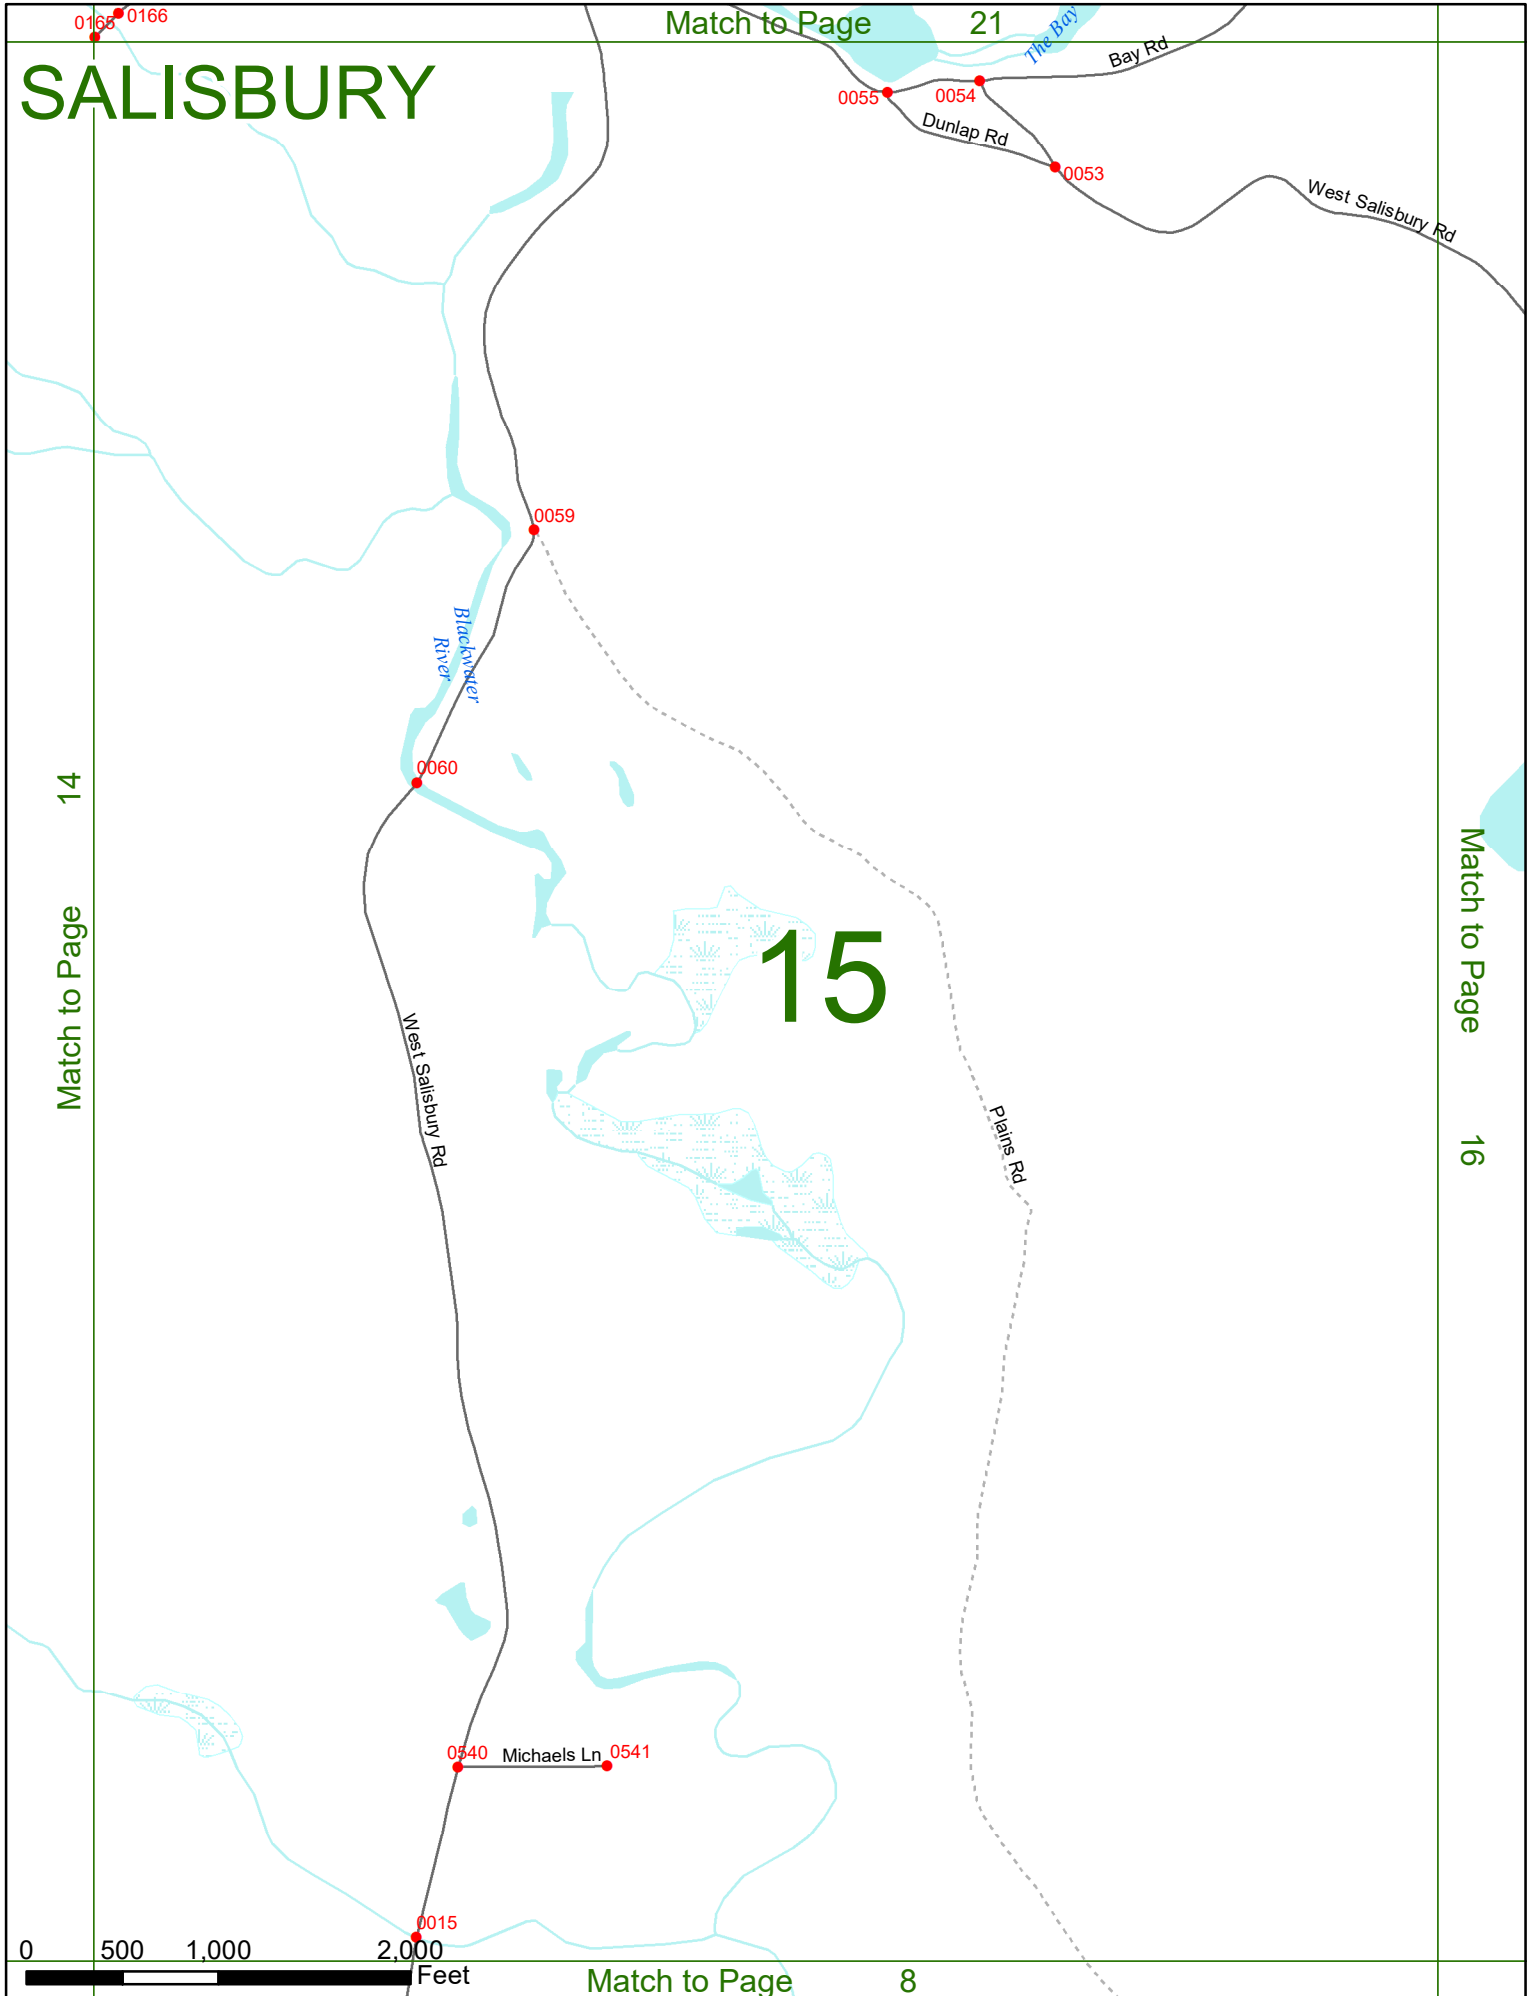 0165
0166
Match to Page 21
The Bay
Bay Rd
SALISBURY
0055
0054
Dunlap Rd
0053
West Salisbury Rd
0059
Blackwater
River
0060
Match to Page 14
Match to Page 16
15
West Salisbury Rd
Plains Rd
0540
Michaels Ln
0541
0015
0 500 1,000 2,000
Feet
Match to Page 8